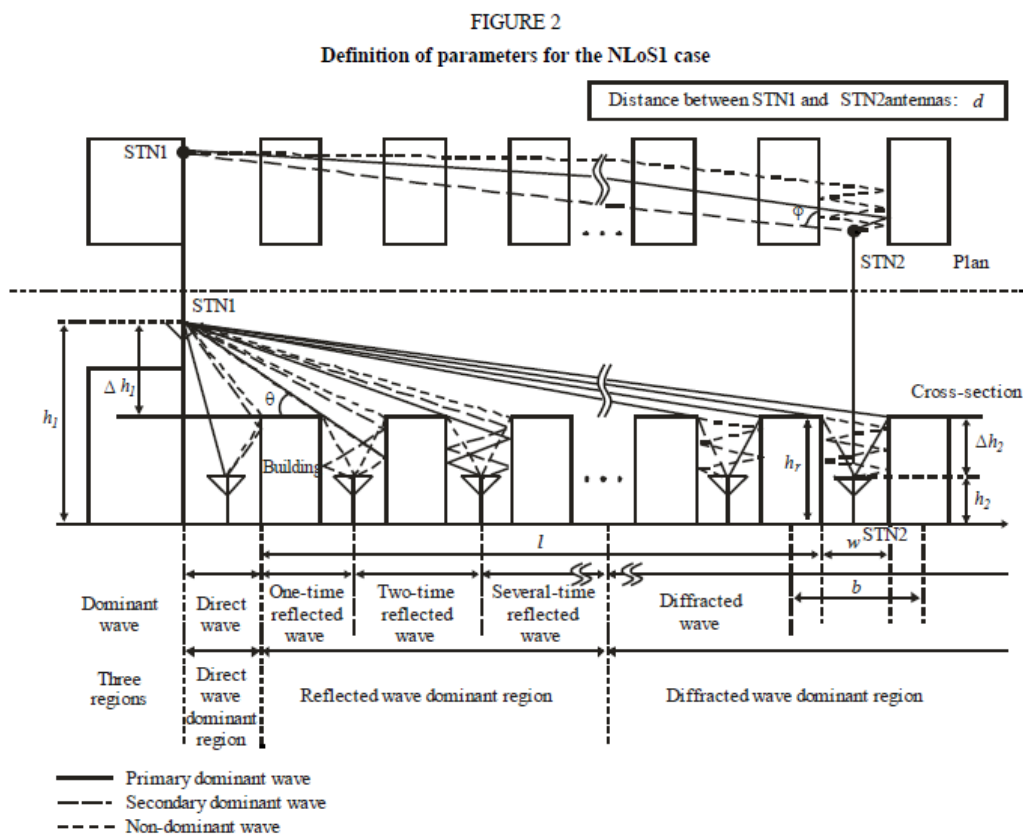 FIGURE 2
Definition of parameters for the NLoS1 case
Distance between STN1 and STN2antennas: d
STN1
φ
STN2
Plan
STN1
Cross-section
Δh1
h1
θ
Building
hr
Δh2
h2
STN2
l
w
b
Dominant
wave
Direct
wave
One-time
reflected
wave
Two-time
reflected
wave
Several-time
reflected
wave
Diffracted
wave
Three
regions
Direct
wave
dominant
region
Reflected wave dominant region
Diffracted wave dominant region
Primary dominant wave
Secondary dominant wave
Non-dominant wave